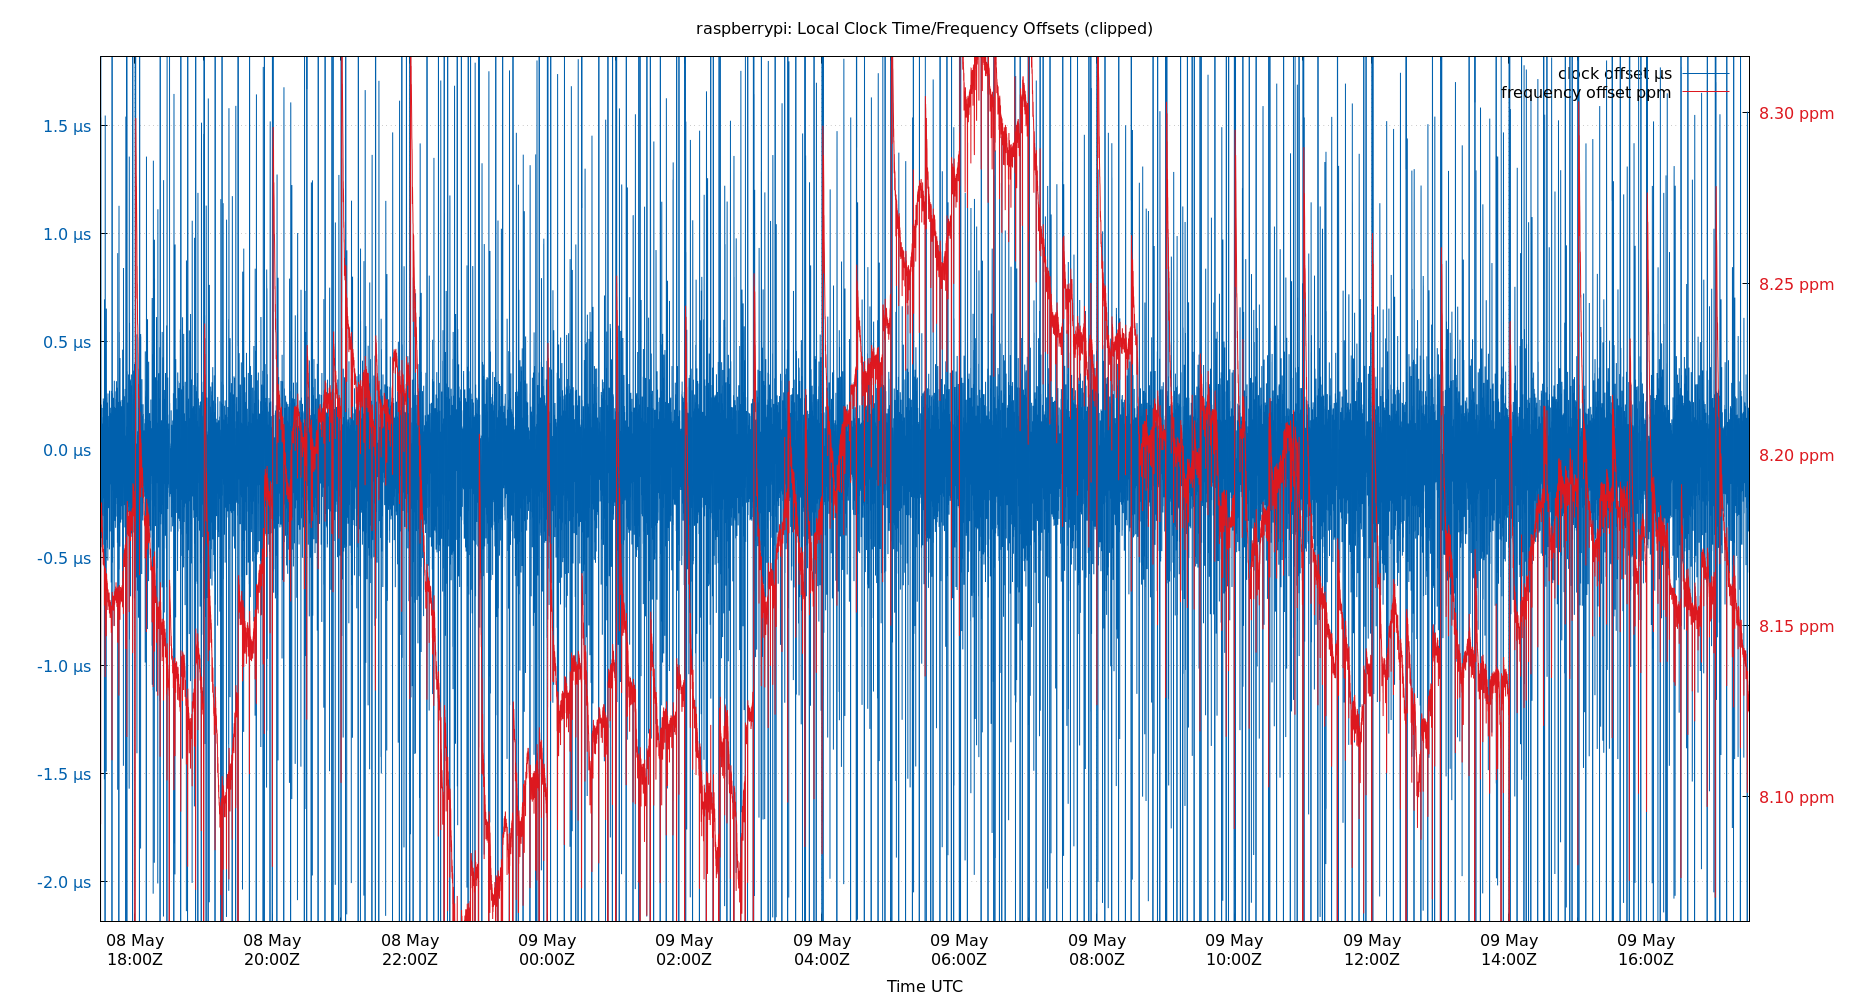 raspberrypi: Local Clock Time/Frequency Offsets (clipped)
clock offset µs
frequency offset ppm
1.5 µs
1.0 µs
0.5 µs
0.0 µs
-0.5 µs
-1.0 µs
-1.5 µs
-2.0 µs
8.30 ppm
8.25 ppm
8.20 ppm
8.15 ppm
8.10 ppm
08 May 08 May 08 May 09 May 09 May 09 May 09 May 09 May 09 May 09 May 09 May 09 May
18:00Z 20:00Z 22:00Z 00:00Z 02:00Z 04:00Z 06:00Z 08:00Z 10:00Z 12:00Z 14:00Z 16:00Z
Time UTC